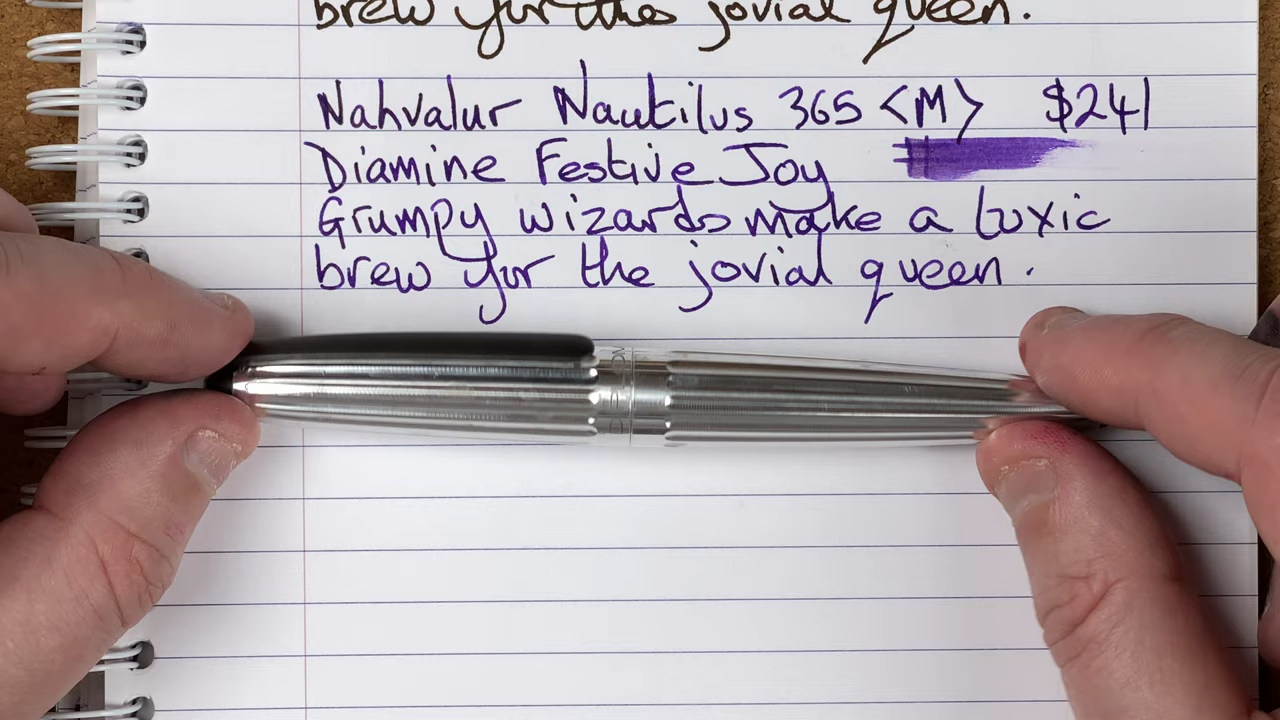 brew for the jovial queen.
Nahvalur Nautilus 365 <M> $241
Diamine Festive Joy
Grumpy wizards make a toxic
brew for the jovial queen.